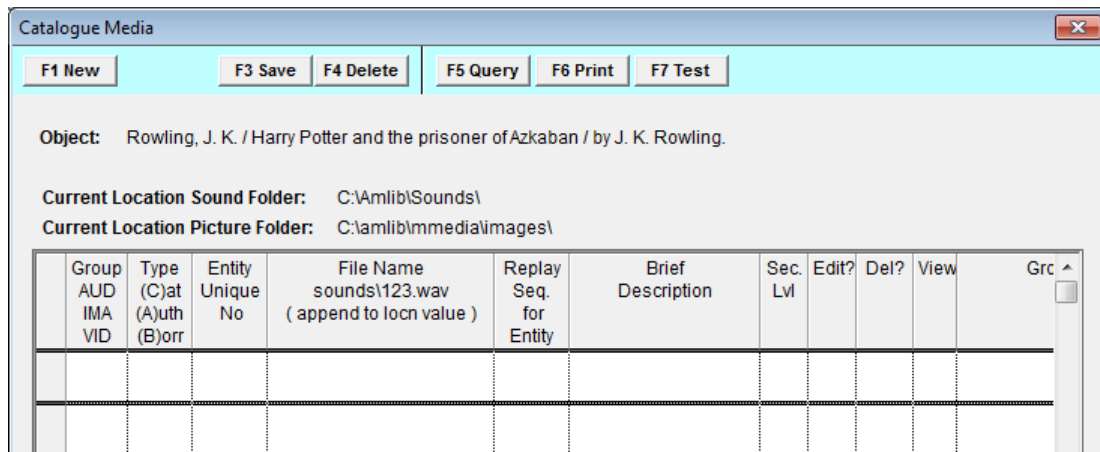 Catalogue Media
F1 New F3 Save F4 Delete F5 Query F6 Print F7 Test
Object: Rowling, J. K. / Harry Potter and the prisoner of Azkaban / by J. K. Rowling.
Current Location Sound Folder: C:\Amlib\Sounds\
Current Location Picture Folder: C:\amlib\mmedia\images\
Group Type Entity File Name Replay Brief Sec. Edit? Del? View Grc
AUD (C)at Unique sounds\123.wav Seq. Description Lvl
IMA (A)uth No ( append to locn value ) for
VID (B)orr Entity